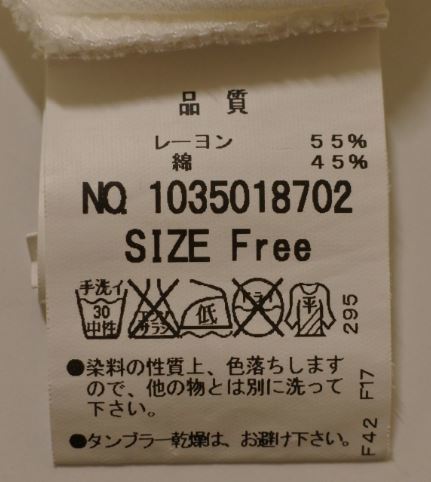 品 質
レーヨン 55%
綿 45%
NO. 1035018702
SIZE Free
手洗イ 30 中性
エンソサラシ
低
ドライ
平
295
●染料の性質上、色落ちします
ので、他の物とは別に洗って
下さい。
●タンブラー乾燥は、お避け下さい。
F42 F17